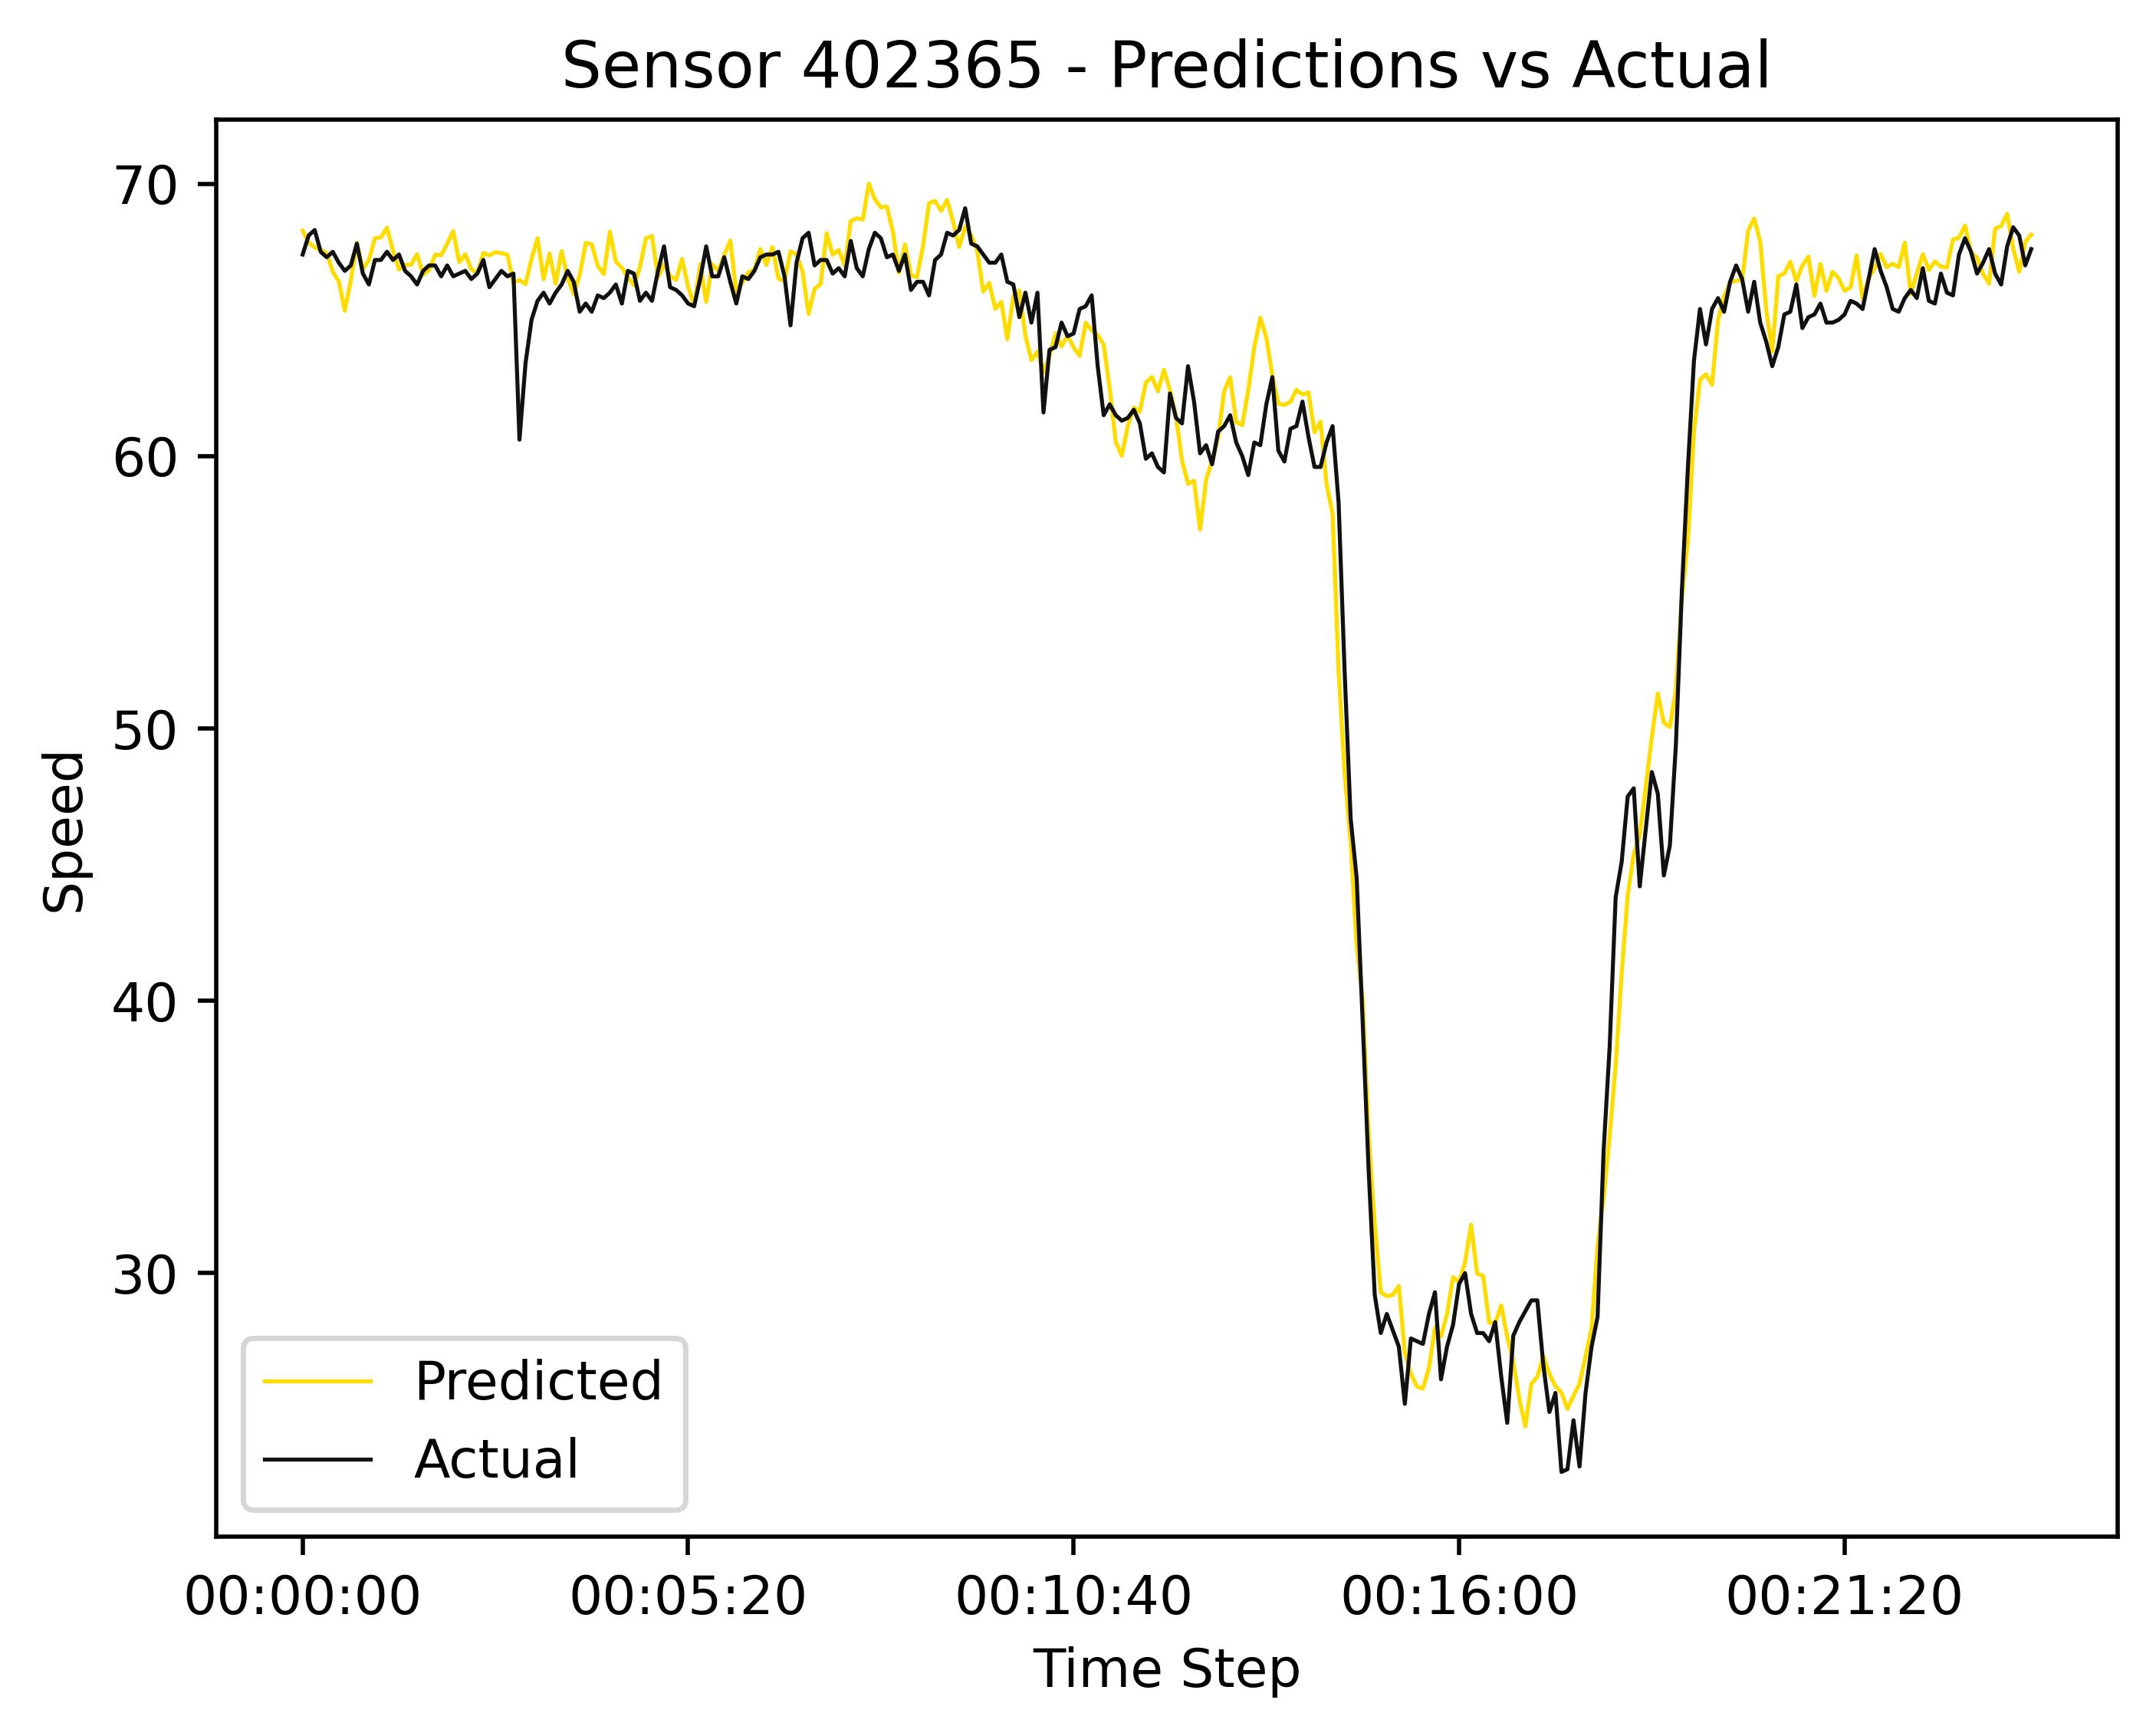 Sensor 402365 - Predictions vs Actual
70
60
50
40
30
Speed
Predicted
Actual
00:00:00 00:05:20 00:10:40 00:16:00 00:21:20
Time Step